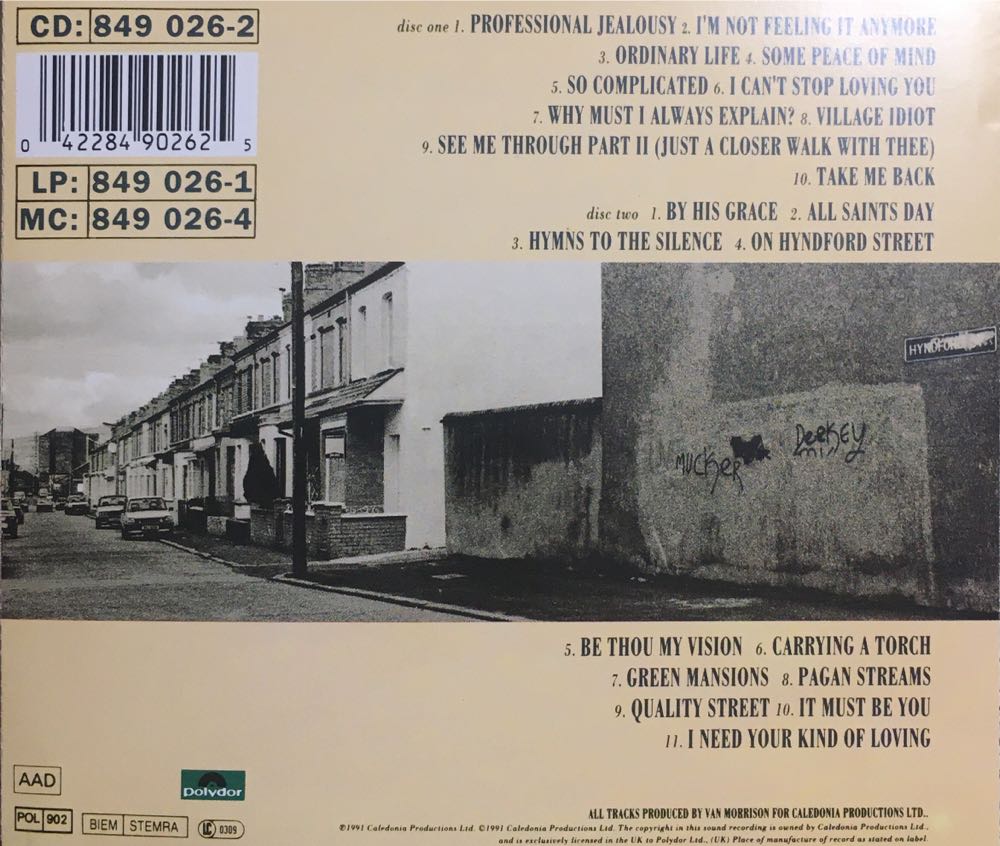 CD: 849 026-2
0 42284 90262 5
LP: 849 026-1
MC: 849 026-4
disc one 1. PROFESSIONAL JEALOUSY 2. I'M NOT FEELING IT ANYMORE
3. ORDINARY LIFE 4. SOME PEACE OF MIND
5. SO COMPLICATED 6. I CAN'T STOP LOVING YOU
7. WHY MUST I ALWAYS EXPLAIN? 8. VILLAGE IDIOT
9. SEE ME THROUGH PART II (JUST A CLOSER WALK WITH THEE)
10. TAKE ME BACK
disc two 1. BY HIS GRACE 2. ALL SAINTS DAY
3. HYMNS TO THE SILENCE 4. ON HYNDFORD STREET
HYNDFORD
MUCKER
5. BE THOU MY VISION 6. CARRYING A TORCH
7. GREEN MANSIONS 8. PAGAN STREAMS
9. QUALITY STREET 10. IT MUST BE YOU
11. I NEED YOUR KIND OF LOVING
AAD
Polydor
POL 902
BIEM STEMRA
LC 0309
ALL TRACKS PRODUCED BY VAN MORRISON FOR CALEDONIA PRODUCTIONS LTD..
℗1991 Caledonia Productions Ltd. ©1991 Caledonia Productions Ltd. The copyright in this sound recording is owned by Caledonia Productions Ltd.,
and is exclusively licensed in the UK to Polydor Ltd., (UK) Place of manufacture of record as stated on label.